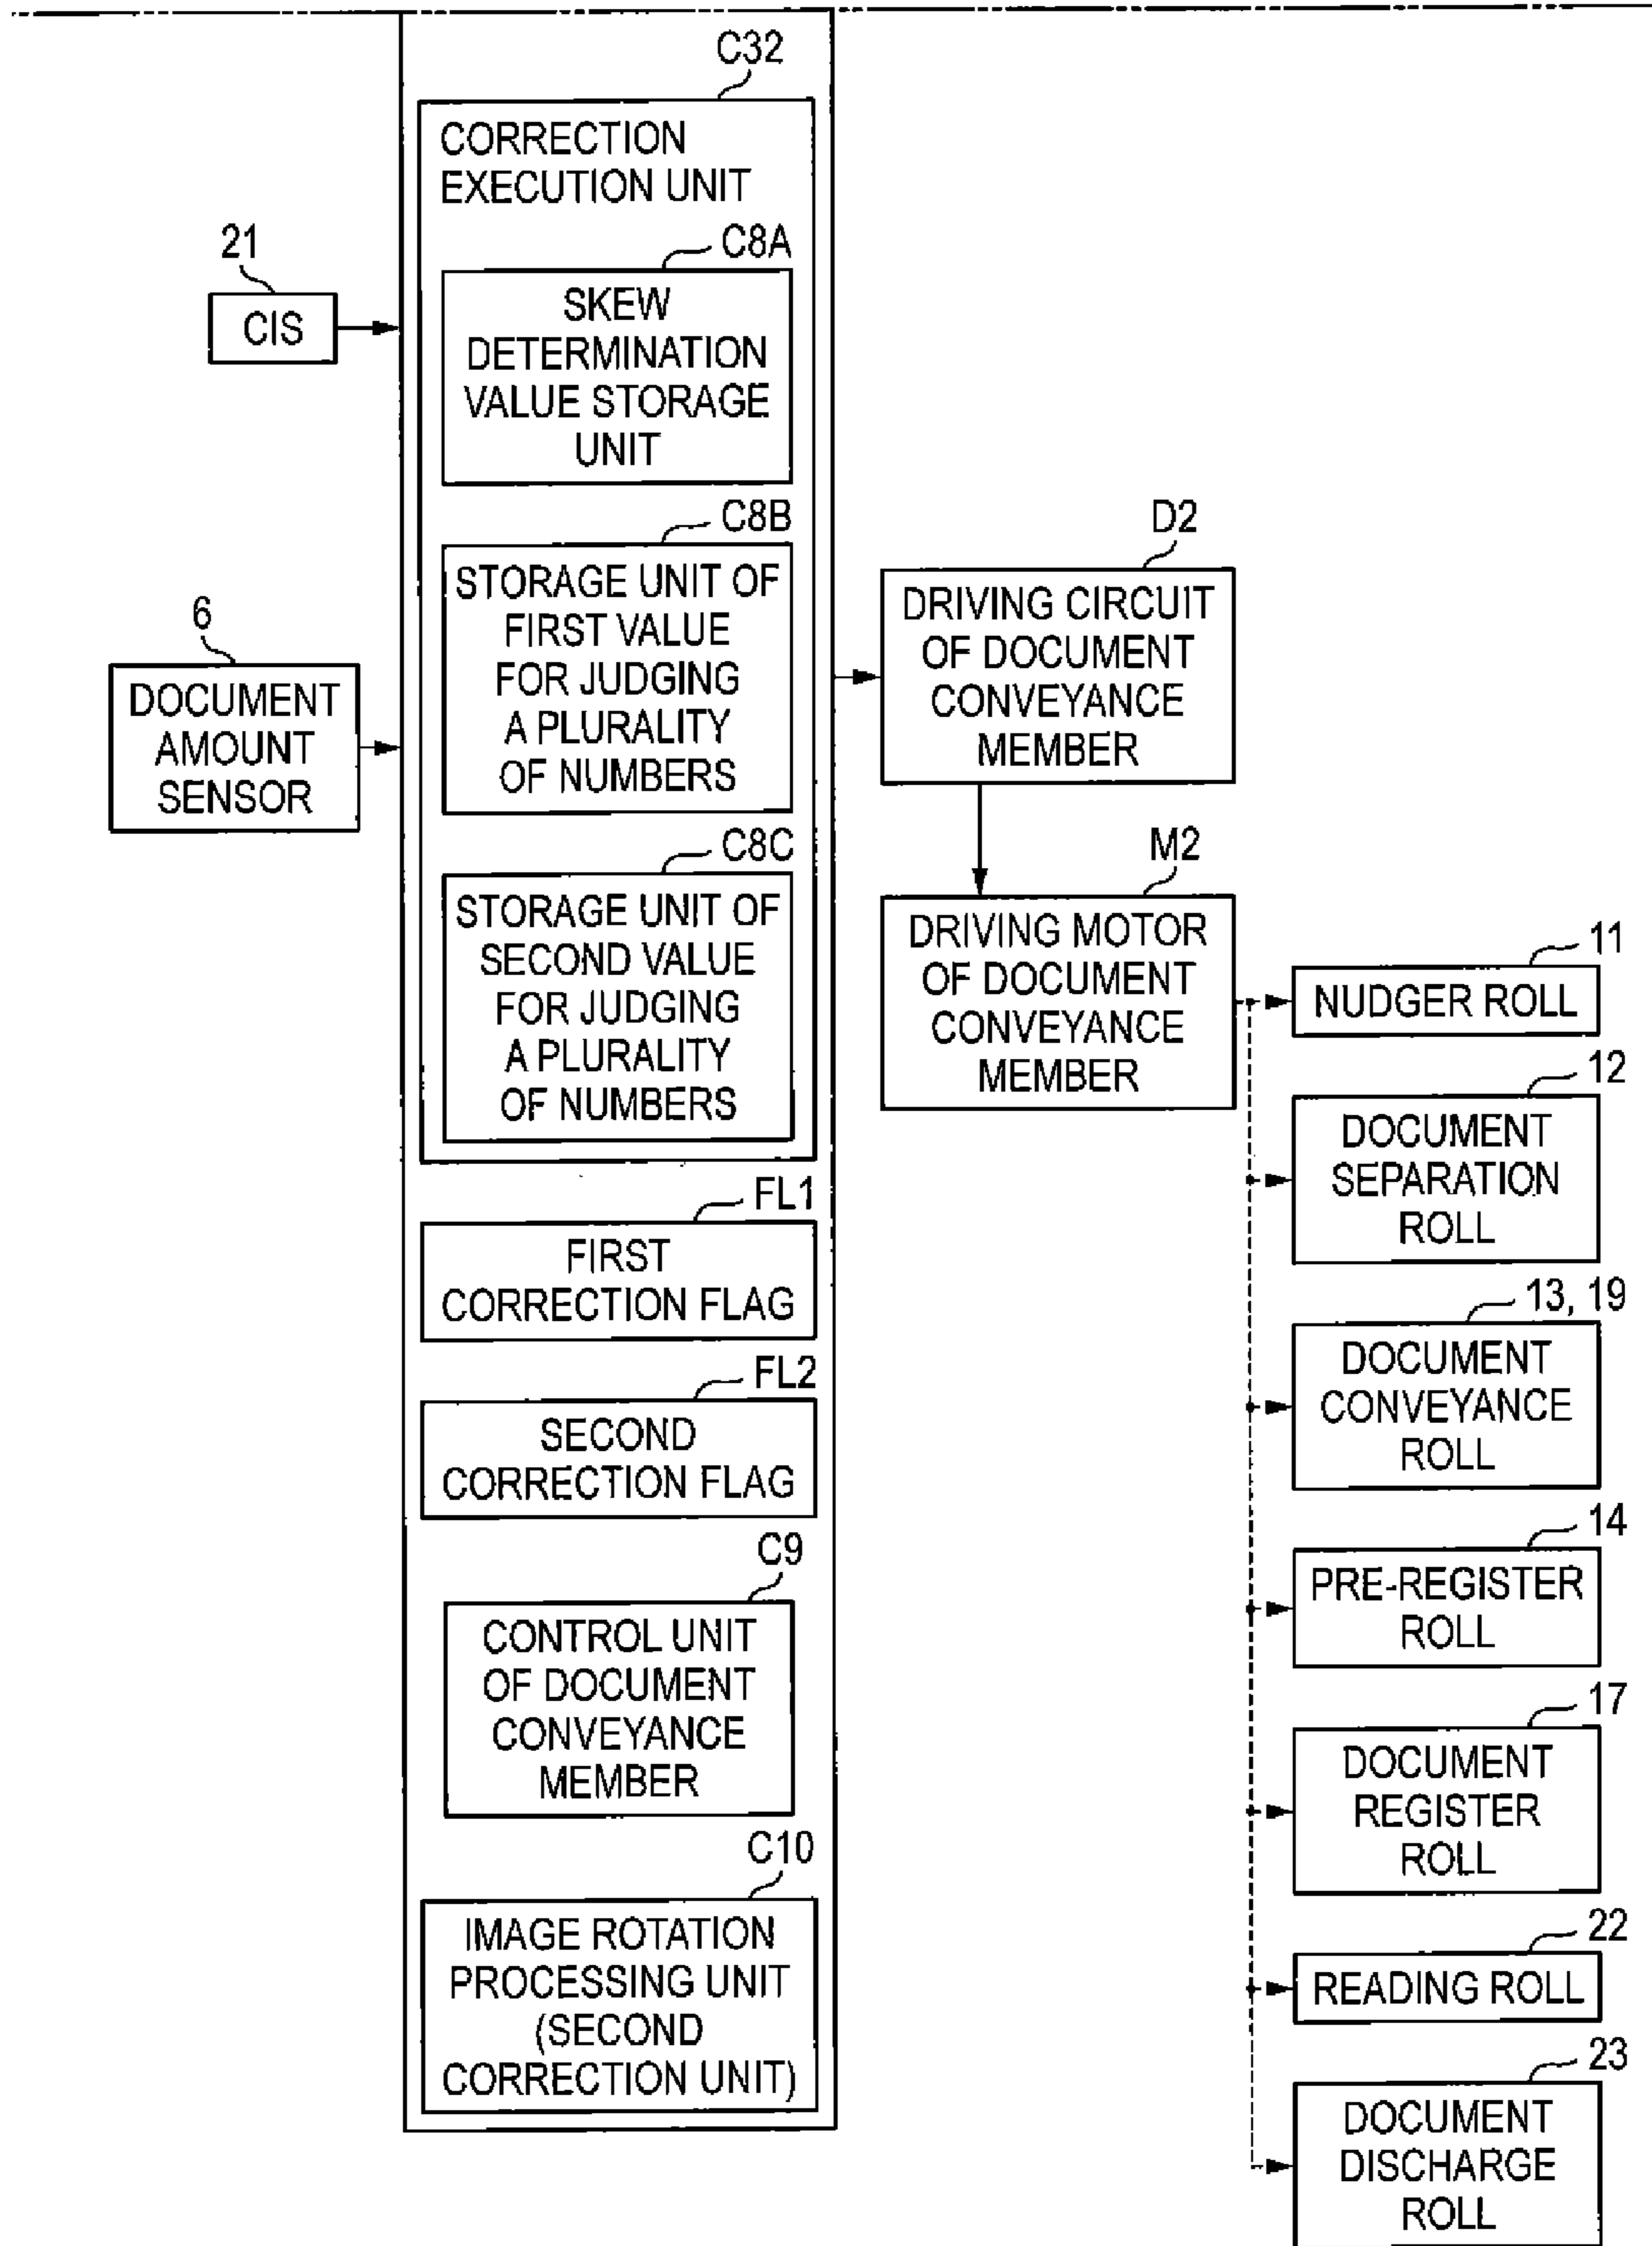 C32
CORRECTION
EXECUTION UNIT
C8A
SKEW
DETERMINATION
VALUE STORAGE
UNIT
C8B
STORAGE UNIT OF
FIRST VALUE
FOR JUDGING
A PLURALITY
OF NUMBERS
C8C
STORAGE UNIT OF
SECOND VALUE
FOR JUDGING
A PLURALITY
OF NUMBERS
21
CIS
6
DOCUMENT
AMOUNT
SENSOR
FL1
FIRST
CORRECTION FLAG
FL2
SECOND
CORRECTION FLAG
C9
CONTROL UNIT
OF DOCUMENT
CONVEYANCE
MEMBER
C10
IMAGE ROTATION
PROCESSING UNIT
(SECOND
CORRECTION UNIT)
D2
DRIVING CIRCUIT
OF DOCUMENT
CONVEYANCE
MEMBER
M2
DRIVING MOTOR
OF DOCUMENT
CONVEYANCE
MEMBER
11
NUDGER ROLL
12
DOCUMENT
SEPARATION
ROLL
13, 19
DOCUMENT
CONVEYANCE
ROLL
14
PRE-REGISTER
ROLL
17
DOCUMENT
REGISTER
ROLL
22
READING ROLL
23
DOCUMENT
DISCHARGE
ROLL